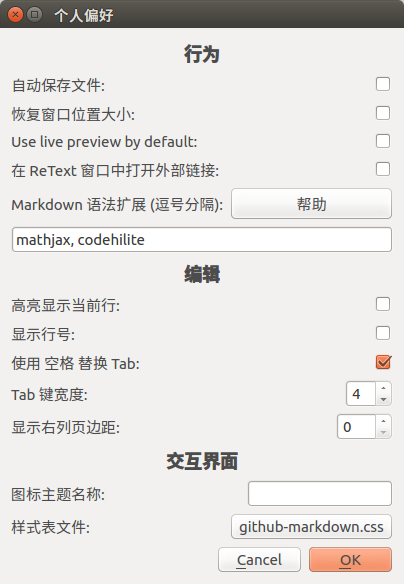 个人偏好
行为
自动保存文件:
恢复窗口位置大小:
Use live preview by default:
在 ReText 窗口中打开外部链接:
Markdown 语法扩展 (逗号分隔): 帮助
mathjax, codehilite
编辑
高亮显示当前行:
显示行号:
使用 空格 替换 Tab:
Tab 键宽度: 4
显示右列页边距: 0
交互界面
图标主题名称:
样式表文件: github-markdown.css
Cancel OK